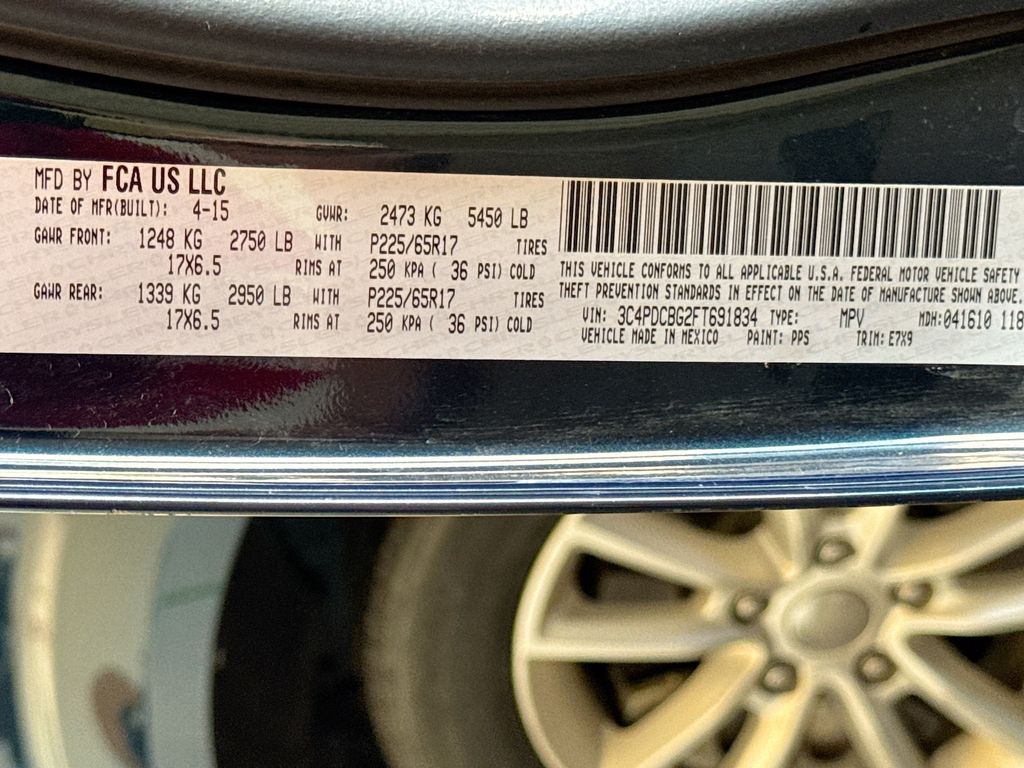 MFD BY FCA US LLC
DATE OF MFR(BUILT): 4-15 GVWR: 2473 KG 5450 LB
GAWR FRONT: 1248 KG 2750 LB WITH P225/65R17 TIRES
17X6.5 RIMS AT 250 KPA ( 36 PSI) COLD
GAWR REAR: 1339 KG 2950 LB WITH P225/65R17 TIRES
17X6.5 RIMS AT 250 KPA ( 36 PSI) COLD
THIS VEHICLE CONFORMS TO ALL APPLICABLE U.S.A. FEDERAL MOTOR VEHICLE SAFETY
THEFT PREVENTION STANDARDS IN EFFECT ON THE DATE OF MANUFACTURE SHOWN ABOVE.
VIN: 3C4PDCBG2FT691834 TYPE: MPV MDH:041610 118
VEHICLE MADE IN MEXICO PAINT: PPS TRIM: E7X9